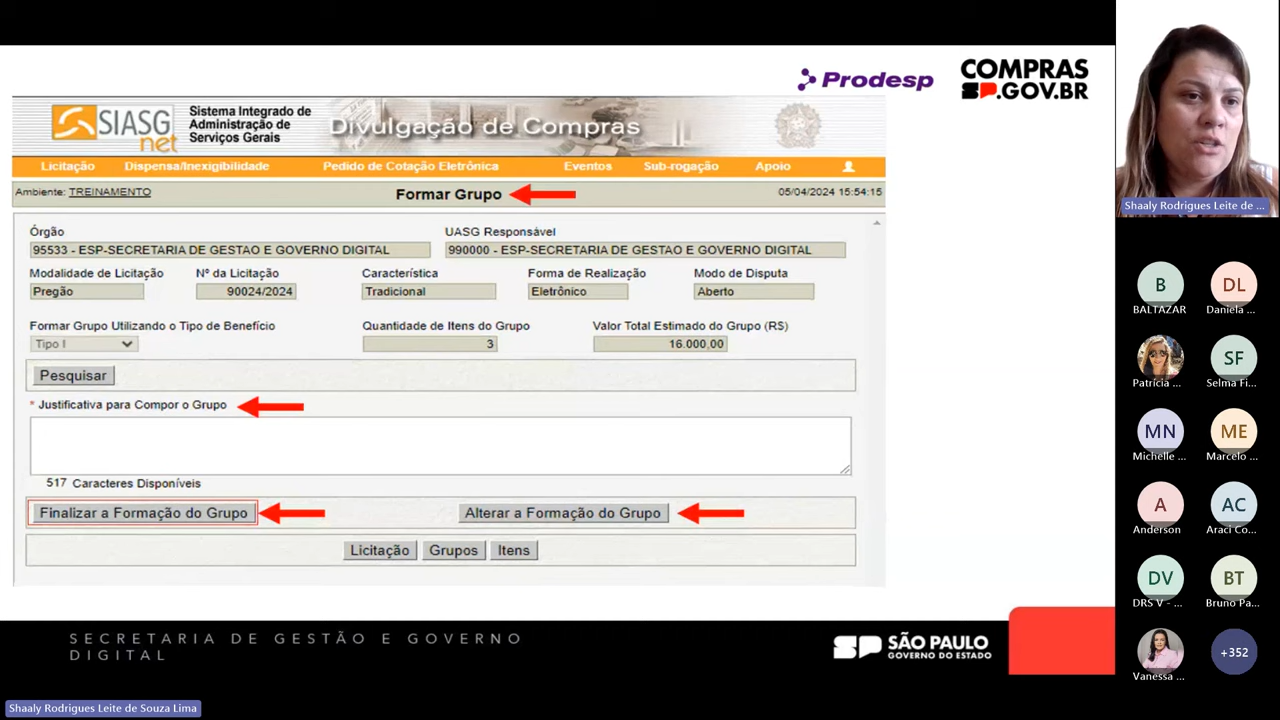 Prodesp
COMPRAS
SP.GOV.BR
SIASG
net
Sistema Integrado de
Administração de
Serviços Gerais
Divulgação de Compras
Licitação Dispensa/Inexigibilidade Pedido de Cotação Eletrônica Eventos Sub-rogação Apoio
Ambiente: TREINAMENTO Formar Grupo 05/04/2024 15:54:15
Órgão UASG Responsável
95533 - ESP-SECRETARIA DE GESTAO E GOVERNO DIGITAL 990000 - ESP-SECRETARIA DE GESTAO E GOVERNO DIGITAL
Modalidade de Licitação Nº da Licitação Característica Forma de Realização Modo de Disputa
Pregão 90024/2024 Tradicional Eletrônico Aberto
Formar Grupo Utilizando o Tipo de Benefício Quantidade de Itens do Grupo Valor Total Estimado do Grupo (R$)
Tipo I 3 16.000,00
Pesquisar
* Justificativa para Compor o Grupo
517 Caracteres Disponíveis
Finalizar a Formação do Grupo Alterar a Formação do Grupo
Licitação Grupos Itens
SECRETARIA DE GESTÃO E GOVERNO
DIGITAL
SP SÃO PAULO
GOVERNO DO ESTADO
Shaaly Rodrigues Leite de ...
B DL
BALTAZAR Daniela ...
SF
Patrícia ... Selma Fi...
MN ME
Michelle ... Marcelo ...
A AC
Anderson Araci Co...
DV BT
DRS V - ... Bruno Pa...
+352
Vanessa ...
Shaaly Rodrigues Leite de Souza Lima